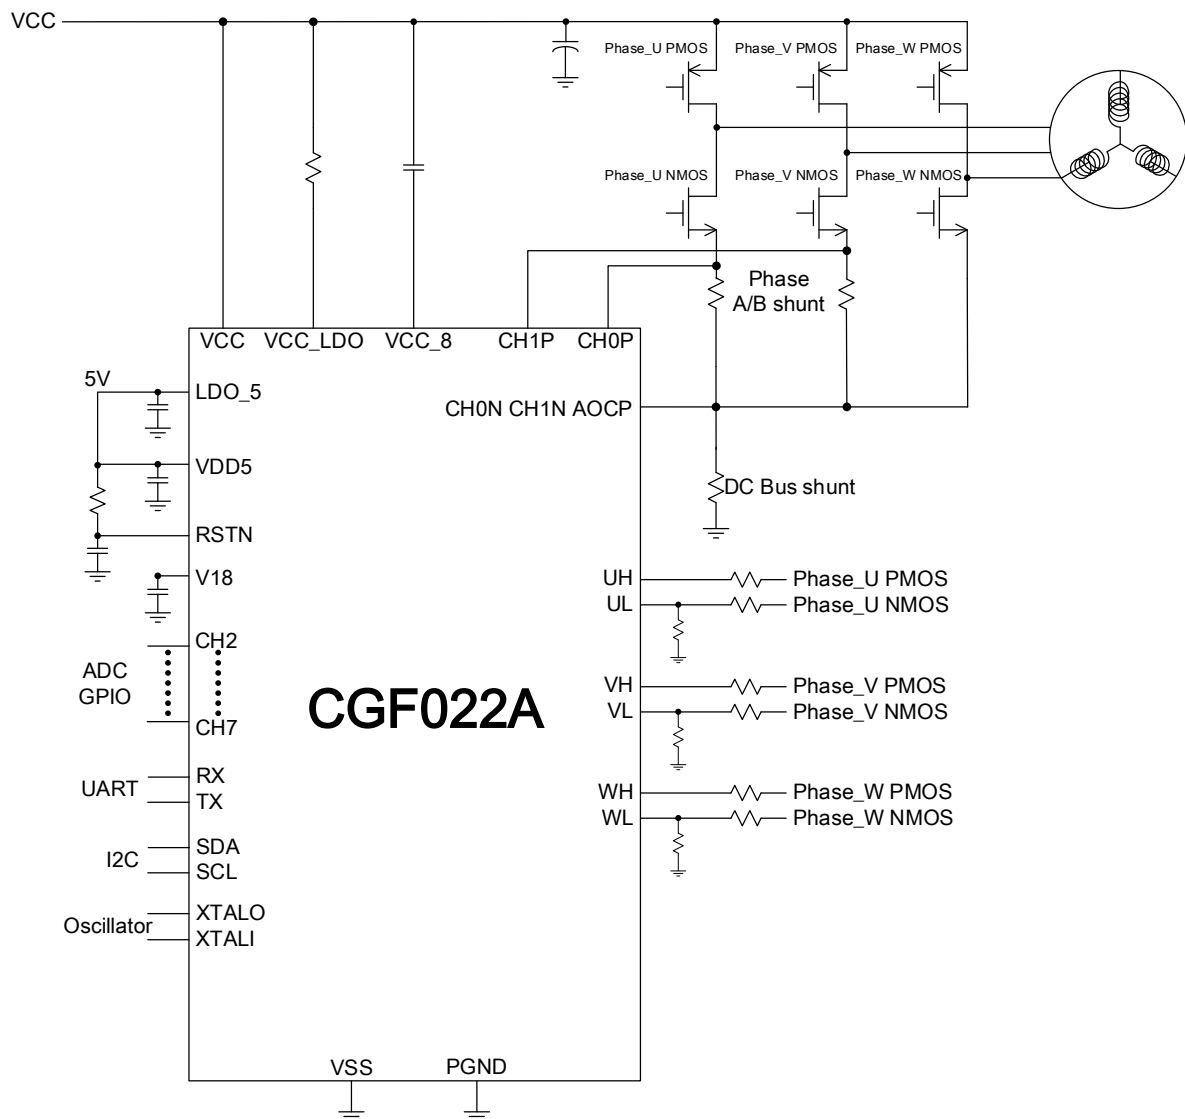 VCC
Phase_U PMOS
Phase_V PMOS
Phase_W PMOS
Phase_U NMOS
Phase_V NMOS
Phase_W NMOS
Phase
A/B shunt
VCC
VCC_LDO
VCC_8
CH1P
CH0P
5V
LDO_5
CH0N CH1N AOCP
VDD5
DC Bus shunt
RSTN
V18
UH
Phase_U PMOS
UL
Phase_U NMOS
CH2
ADC
GPIO
CH7
CGF022A
VH
Phase_V PMOS
VL
Phase_V NMOS
UART
RX
TX
WH
Phase_W PMOS
WL
Phase_W NMOS
I2C
SDA
SCL
Oscillator
XTALO
XTALI
VSS
PGND